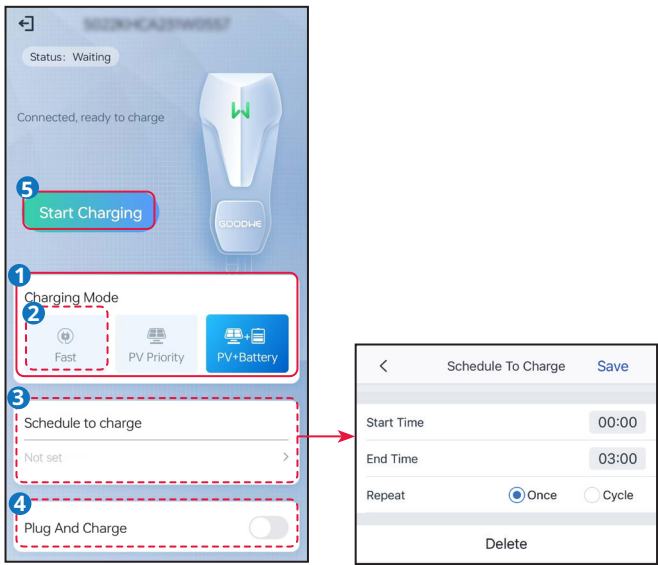 Status: Waiting
Connected, ready to charge
5
Start Charging
GOODWE
1
Charging Mode
2
Fast
PV Priority
PV+Battery
3
Schedule to charge
Not set
4
Plug And Charge
Schedule To Charge
Save
Start Time
00:00
End Time
03:00
Repeat
Once
Cycle
Delete